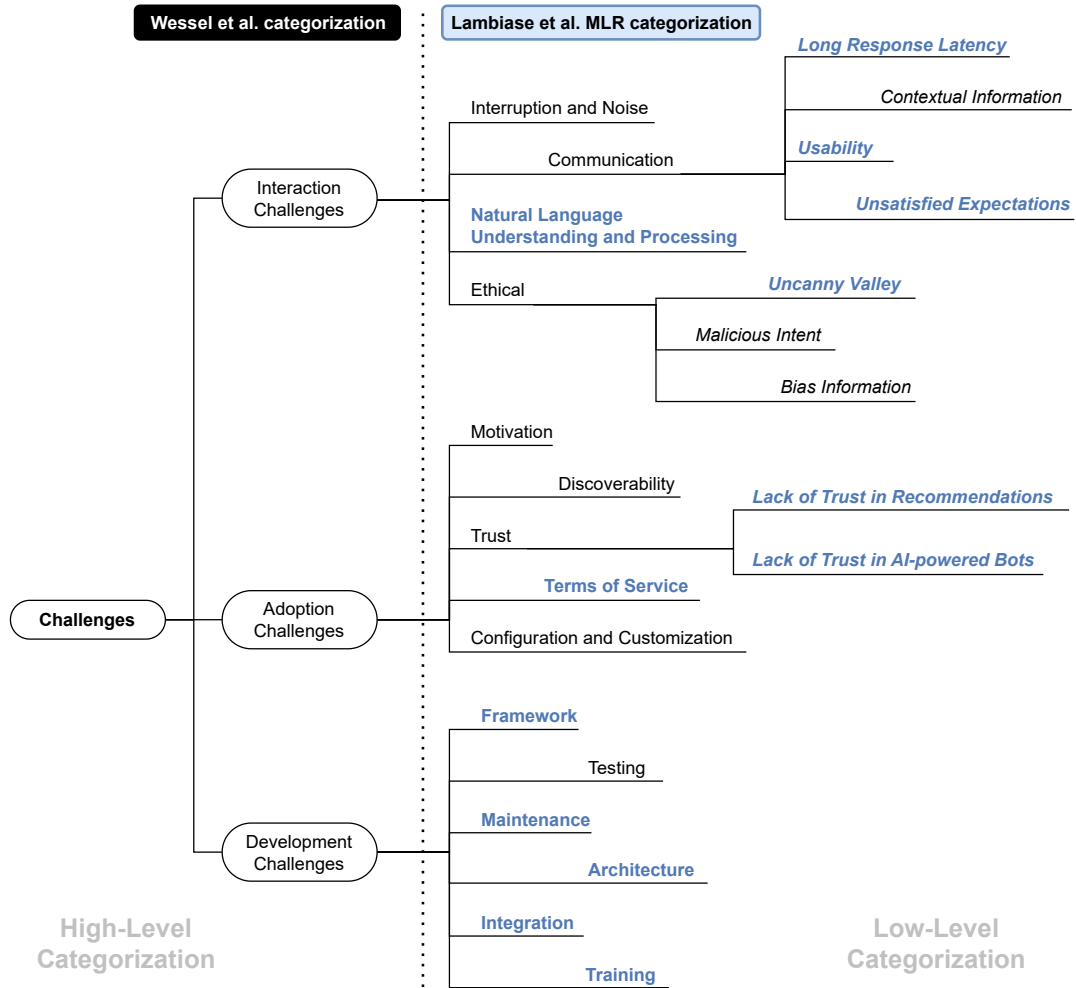 Wessel et al. categorization
Lambiase et al. MLR categorization
Challenges
Interaction
Challenges
Interruption and Noise
Communication
Long Response Latency
Contextual Information
Usability
Unsatisfied Expectations
Natural Language
Understanding and Processing
Ethical
Uncanny Valley
Malicious Intent
Bias Information
Adoption
Challenges
Motivation
Discoverability
Trust
Lack of Trust in Recommendations
Lack of Trust in AI-powered Bots
Terms of Service
Configuration and Customization
Development
Challenges
Framework
Testing
Maintenance
Architecture
Integration
Training
High-Level
Categorization
Low-Level
Categorization